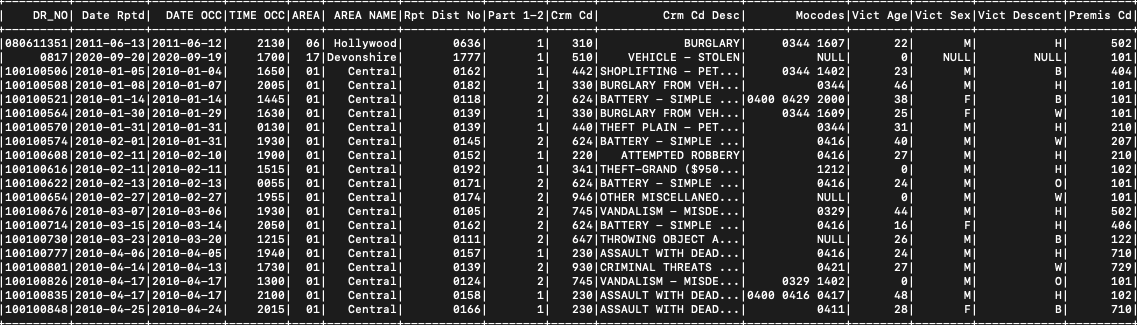 | DR_NO| Date Rptd| DATE OCC|TIME OCC|AREA| AREA NAME|Rpt Dist No|Part 1-2|Crm Cd| Crm Cd Desc| Mocodes|Vict Age|Vict Sex|Vict Descent|Premis Cd|
|080611351|2011-06-13|2011-06-12| 2130| 06| Hollywood| 0636| 1| 310| BURGLARY| 0344 1607| 22| M| H| 502|
| 0817|2020-09-20|2020-09-19| 1700| 17|Devonshire| 1777| 1| 510| VEHICLE - STOLEN| NULL| 0| NULL| NULL| 101|
|100100506|2010-01-05|2010-01-04| 1650| 01| Central| 0162| 1| 442|SHOPLIFTING - PET...| 0344 1402| 23| M| B| 404|
|100100508|2010-01-08|2010-01-07| 2005| 01| Central| 0182| 1| 330|BURGLARY FROM VEH...| 0344| 46| M| H| 101|
|100100521|2010-01-14|2010-01-14| 1445| 01| Central| 0118| 2| 624|BATTERY - SIMPLE ...|0400 0429 2000| 38| F| B| 101|
|100100564|2010-01-30|2010-01-29| 1630| 01| Central| 0139| 1| 330|BURGLARY FROM VEH...| 0344 1609| 25| F| W| 101|
|100100570|2010-01-31|2010-01-31| 0130| 01| Central| 0139| 1| 440|THEFT PLAIN - PET...| 0344| 31| M| H| 210|
|100100574|2010-02-01|2010-01-31| 1930| 01| Central| 0145| 2| 624|BATTERY - SIMPLE ...| 0416| 40| M| W| 207|
|100100608|2010-02-11|2010-02-10| 1900| 01| Central| 0152| 1| 220| ATTEMPTED ROBBERY| 0416| 27| M| H| 210|
|100100616|2010-02-11|2010-02-11| 1515| 01| Central| 0192| 1| 341|THEFT-GRAND ($950...| 1212| 0| M| H| 102|
|100100622|2010-02-13|2010-02-13| 0055| 01| Central| 0171| 2| 624|BATTERY - SIMPLE ...| 0416| 24| M| O| 101|
|100100654|2010-02-27|2010-02-27| 1955| 01| Central| 0174| 2| 946|OTHER MISCELLANEO...| NULL| 0| M| W| 101|
|100100676|2010-03-07|2010-03-06| 1930| 01| Central| 0105| 2| 745|VANDALISM - MISDE...| 0329| 44| M| H| 502|
|100100714|2010-03-15|2010-03-14| 2050| 01| Central| 0162| 2| 624|BATTERY - SIMPLE ...| 0416| 16| F| H| 406|
|100100730|2010-03-23|2010-03-20| 1215| 01| Central| 0111| 2| 647|THROWING OBJECT A...| NULL| 26| M| B| 122|
|100100777|2010-04-06|2010-04-05| 1940| 01| Central| 0157| 1| 230|ASSAULT WITH DEAD...| 0416| 24| M| H| 710|
|100100801|2010-04-14|2010-04-13| 1730| 01| Central| 0139| 2| 930|CRIMINAL THREATS ...| 0421| 27| M| W| 729|
|100100826|2010-04-17|2010-04-17| 1300| 01| Central| 0124| 2| 745|VANDALISM - MISDE...| 0329 1402| 0| M| O| 101|
|100100835|2010-04-17|2010-04-17| 2100| 01| Central| 0158| 1| 230|ASSAULT WITH DEAD...|0400 0416 0417| 48| M| H| 102|
|100100848|2010-04-25|2010-04-24| 2015| 01| Central| 0166| 1| 230|ASSAULT WITH DEAD...| 0411| 28| F| B| 710|